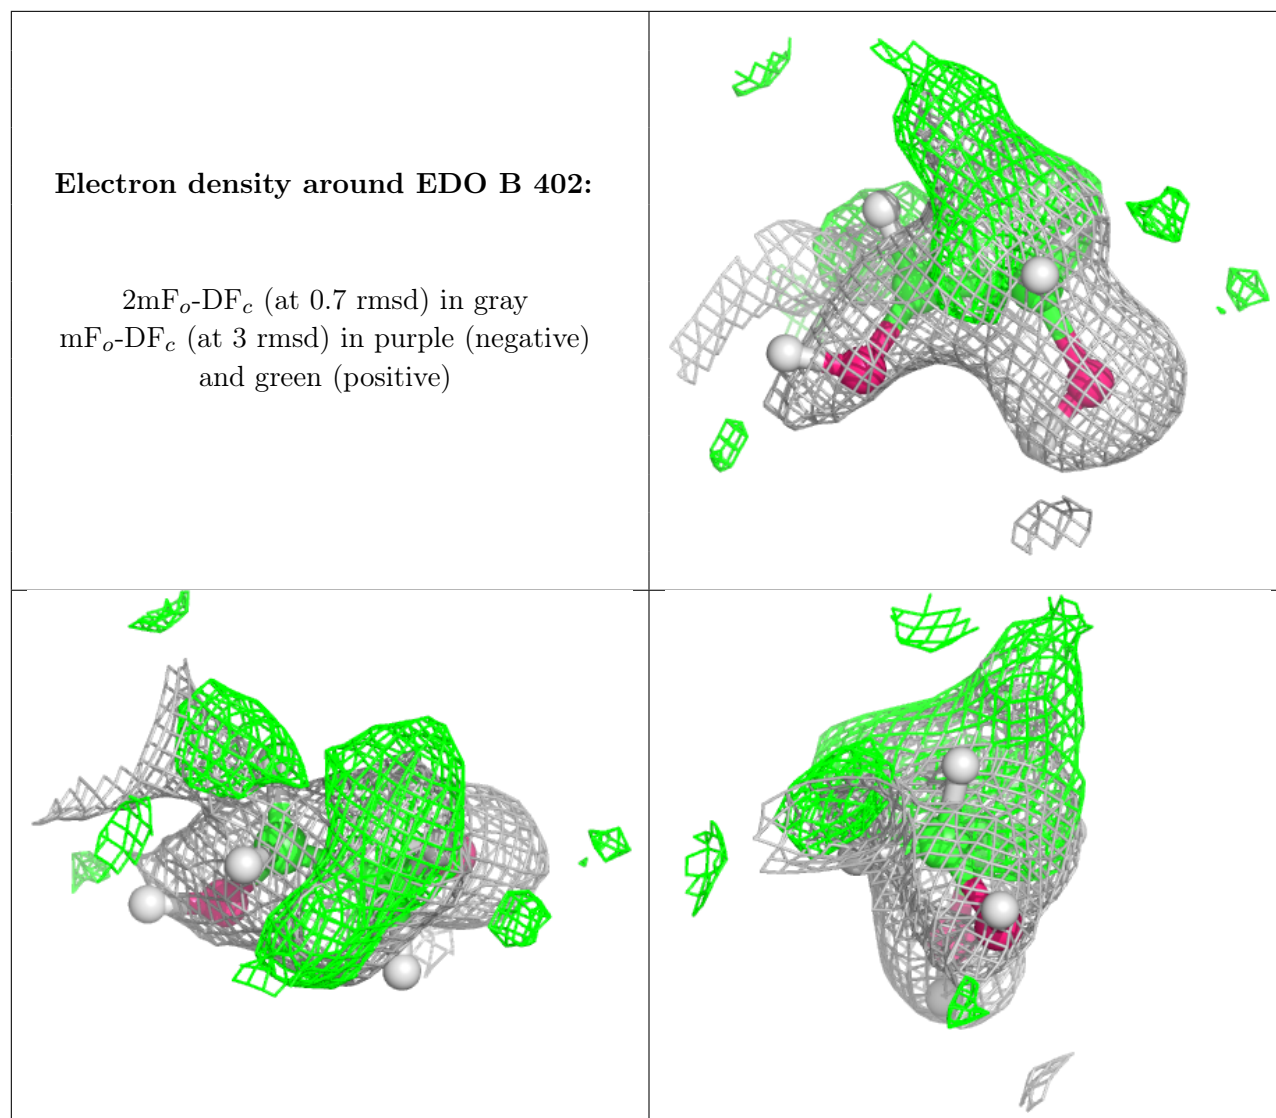 Electron density around EDO B 402:
2mFₒ-DF𝑐 (at 0.7 rmsd) in gray
mFₒ-DF𝑐 (at 3 rmsd) in purple (negative)
and green (positive)